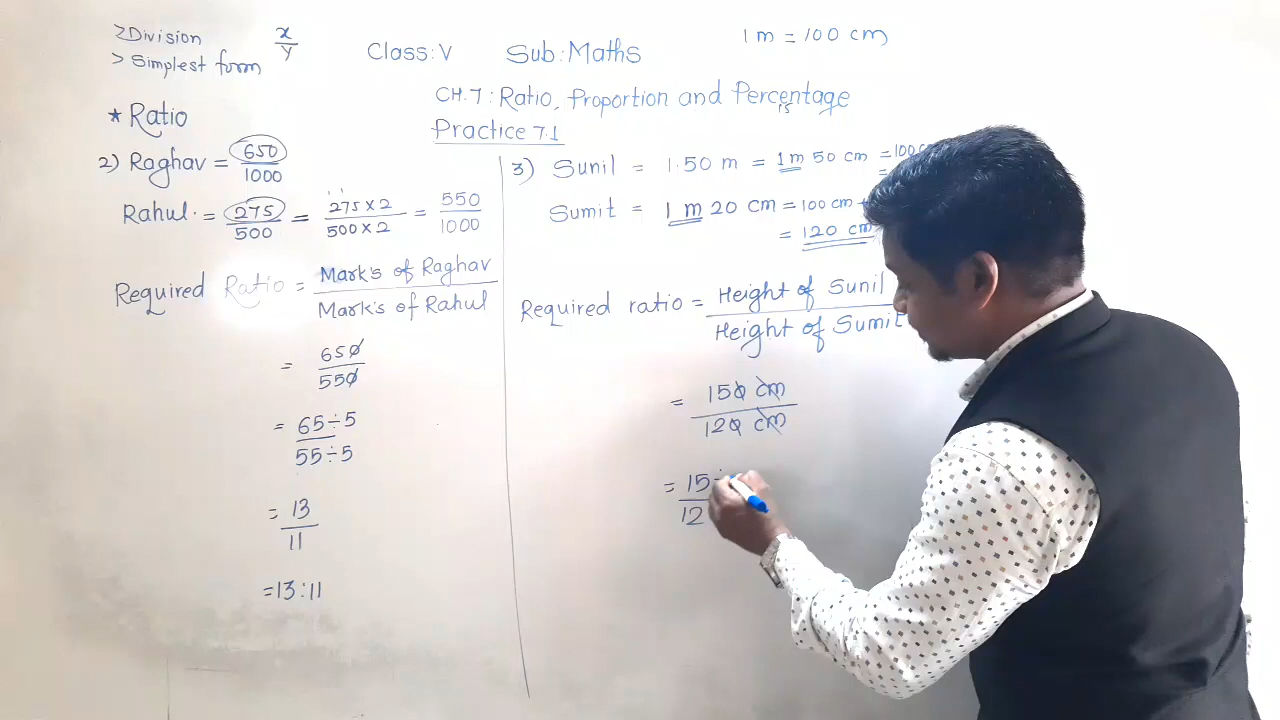 >Division
>Simplest form
x/y
Class:V Sub:Maths
1 m = 100 cm
CH.7: Ratio, Proportion and Percentage
Practice 7.1
★ Ratio
2) Raghav = 650/1000
Rahul = 275/500 = 275×2/500×2 = 550/1000
Required Ratio = Mark's of Raghav/Mark's of Rahul
= 650/550
= 65÷5/55÷5
= 13/11
=13:11
3) Sunil = 1.50 m = 1m 50 cm =100
Sumit = 1 m 20 cm = 100 cm +
= 120 cm
Required ratio = Height of Sunil/Height of Sumit
= 150 cm/120 cm
= 15÷/12